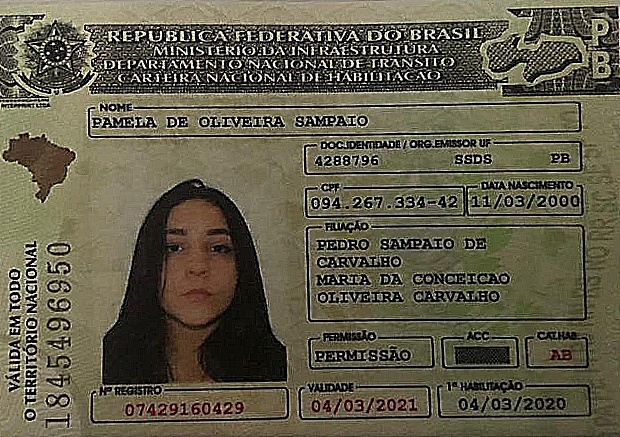 REPÚBLICA FEDERATIVA DO BRASIL
MINISTÉRIO DA INFRAESTRUTURA
DEPARTAMENTO NACIONAL DE TRÂNSITO
CARTEIRA NACIONAL DE HABILITAÇÃO
PB
NOME
PAMELA DE OLIVEIRA SAMPAIO
DOC.IDENTIDADE / ORG.EMISSOR UF
4288796 SSDS PB
CPF
094.267.334-42
DATA NASCIMENTO
11/03/2000
FILIAÇÃO
PEDRO SAMPAIO DE
CARVALHO
MARIA DA CONCEICAO
OLIVEIRA CARVALHO
PERMISSÃO
PERMISSÃO
ACC
CAT.HAB
AB
Nº REGISTRO
07429160429
VALIDADE
04/03/2021
1ª HABILITAÇÃO
04/03/2020
VÁLIDA EM TODO
O TERRITÓRIO NACIONAL
1845496950